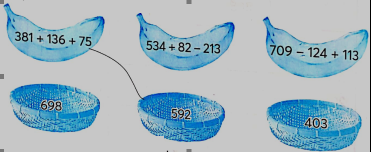 381 + 136 + 75
534 + 82 – 213
709 – 124 + 113
698
592
403